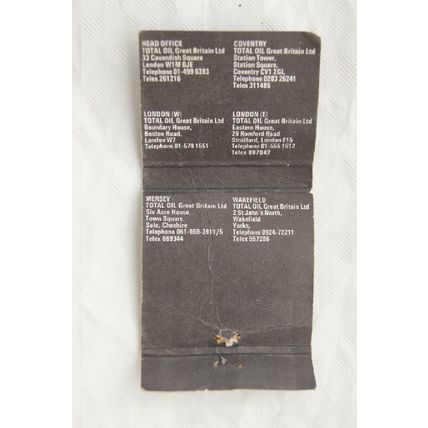 HEAD OFFICE
TOTAL OIL Great Britain Ltd
33 Cavendish Square
London W1M 0JE
Telephone 01-499 6393
Telex 261216
COVENTRY
TOTAL OIL Great Britain Ltd
Station Tower,
Station Square,
Coventry CV1 2GL
Telephone 0203 26241
Telex 311485
LONDON (W)
TOTAL OIL Great Britain Ltd
Boundary House,
Boston Road,
London W7
Telephone 01-579 1551
LONDON (E)
TOTAL OIL Great Britain Ltd
Eastern House,
29 Romford Road
Stratford, London E15
Telephone 01-555 1612
Telex 897042
MERSEY
TOTAL OIL Great Britain Ltd
Six Acre House,
Town Square,
Sale, Cheshire
Telephone 061-969-3911/5
Telex 669344
WAKEFIELD
TOTAL OIL Great Britain Ltd
2 St John's North,
Wakefield
Yorks,
Telephone 0924-72211
Telex 557286